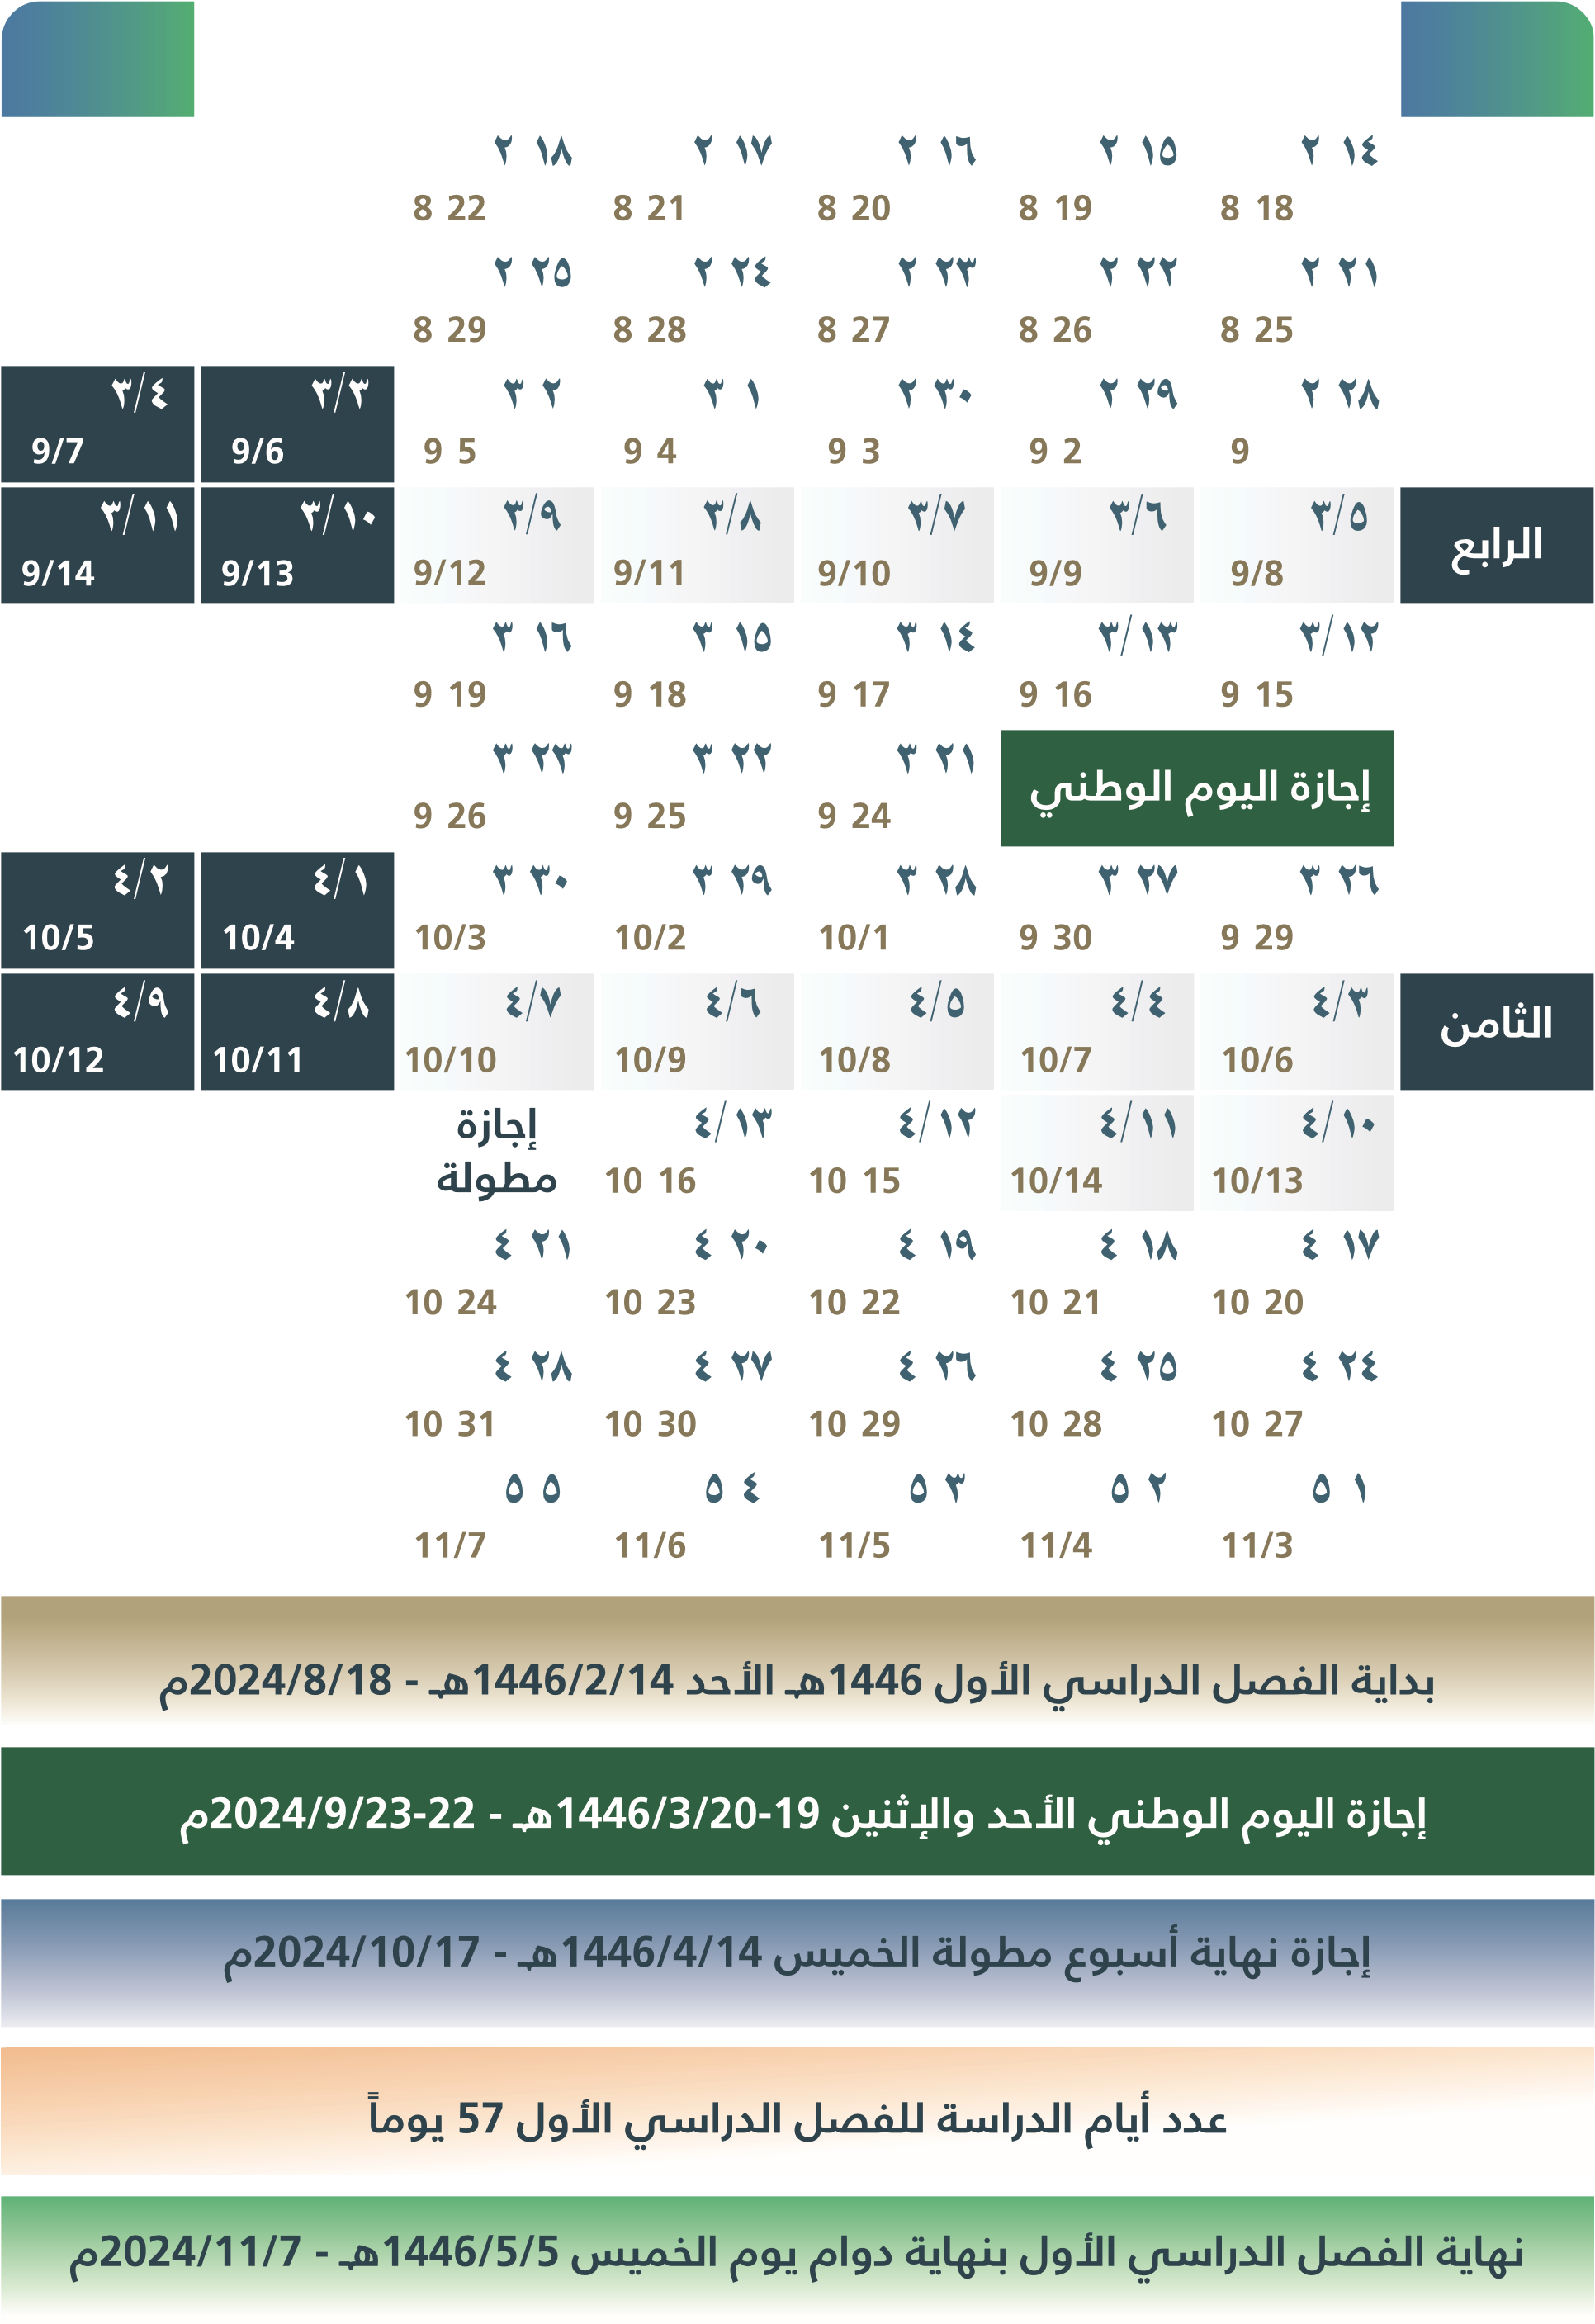 ١٤ ٢ ١٥ ٢ ١٦ ٢ ١٧ ٢ ١٨ ٢
18 8 19 8 20 8 21 8 22 8
٢١ ٢ ٢٢ ٢ ٢٣ ٢ ٢٤ ٢ ٢٥ ٢
25 8 26 8 27 8 28 8 29 8
٢٨ ٢ ٢٩ ٢ ٣٠ ٢ ١ ٣ ٢ ٣ ٣/٣ ٣/٤
9 2 9 3 9 4 9 5 9 9/6 9/7
الرابع
٣/٥ ٣/٦ ٣/٧ ٣/٨ ٣/٩ ٣/١٠ ٣/١١
9/8 9/9 9/10 9/11 9/12 9/13 9/14
٣/١٢ ٣/١٣ ١٤ ٣ ١٥ ٣ ١٦ ٣
15 9 16 9 17 9 18 9 19 9
إجازة اليوم الوطني
٢١ ٣ ٢٢ ٣ ٢٣ ٣
24 9 25 9 26 9
٢٦ ٣ ٢٧ ٣ ٢٨ ٣ ٢٩ ٣ ٣٠ ٣ ٤/١ ٤/٢
29 9 30 9 10/1 10/2 10/3 10/4 10/5
الثامن
٤/٣ ٤/٤ ٤/٥ ٤/٦ ٤/٧ ٤/٨ ٤/٩
10/6 10/7 10/8 10/9 10/10 10/11 10/12
٤/١٠ ٤/١١ ٤/١٢ ٤/١٣
10/13 10/14 15 10 16 10
إجازة
مطولة
١٧ ٤ ١٨ ٤ ١٩ ٤ ٢٠ ٤ ٢١ ٤
20 10 21 10 22 10 23 10 24 10
٢٤ ٤ ٢٥ ٤ ٢٦ ٤ ٢٧ ٤ ٢٨ ٤
27 10 28 10 29 10 30 10 31 10
١ ٥ ٢ ٥ ٣ ٥ ٤ ٥ ٥ ٥
11/3 11/4 11/5 11/6 11/7
بداية الفصل الدراسي الأول 1446هـ الأحد 1446/2/14هـ - 2024/8/18م
إجازة اليوم الوطني الأحد والإثنين 19-1446/3/20هـ - 22-2024/9/23م
إجازة نهاية أسبوع مطولة الخميس 1446/4/14هـ - 2024/10/17م
عدد أيام الدراسة للفصل الدراسي الأول 57 يوماً
نهاية الفصل الدراسي الأول بنهاية دوام يوم الخميس 1446/5/5هـ - 2024/11/7م